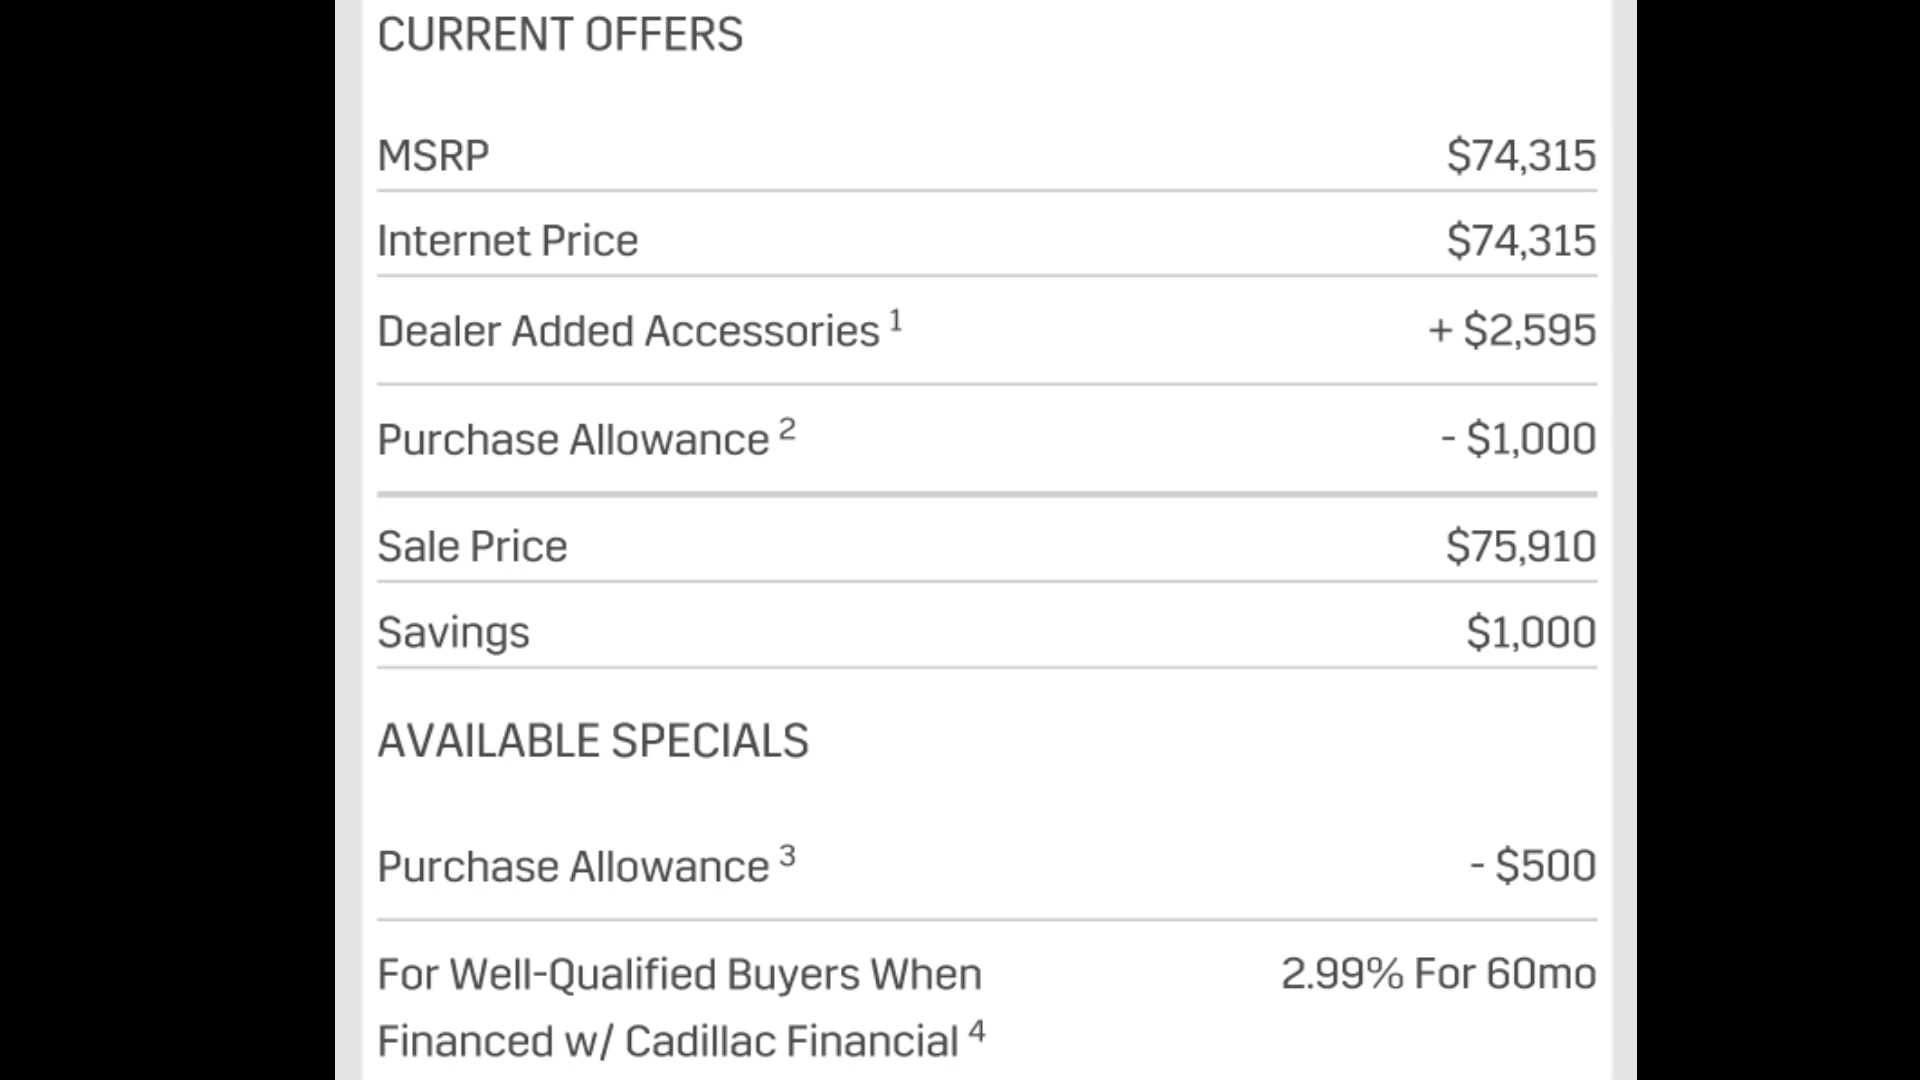 CURRENT OFFERS
MSRP $74,315
Internet Price $74,315
Dealer Added Accessories 1 + $2,595
Purchase Allowance 2 - $1,000
Sale Price $75,910
Savings $1,000
AVAILABLE SPECIALS
Purchase Allowance 3 - $500
For Well-Qualified Buyers When 2.99% For 60mo
Financed w/ Cadillac Financial 4